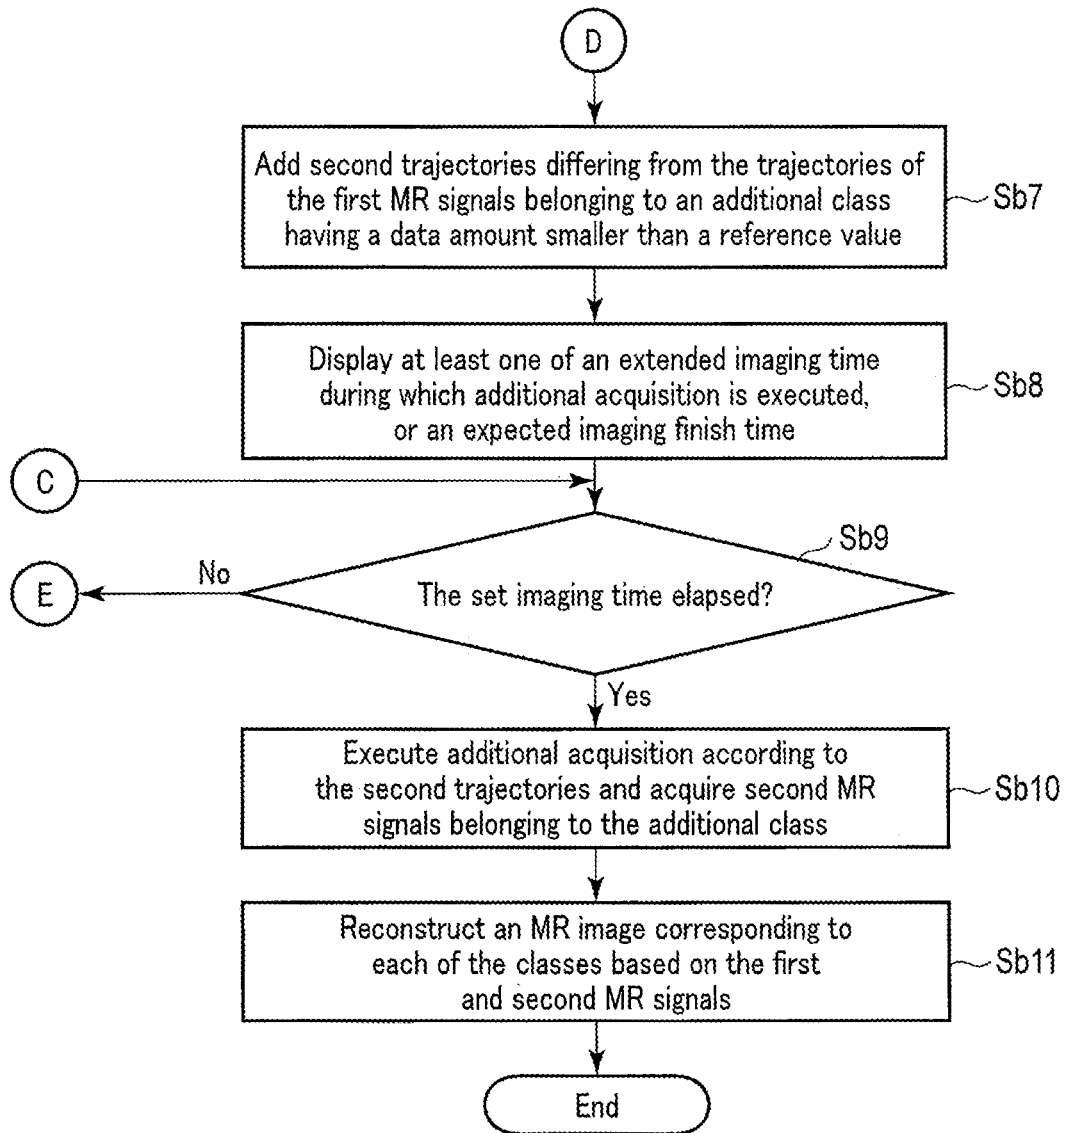 D
Add second trajectories differing from the trajectories of
the first MR signals belonging to an additional class
having a data amount smaller than a reference value
Sb7
Display at least one of an extended imaging time
during which additional acquisition is executed,
or an expected imaging finish time
Sb8
C
Sb9
No
E
The set imaging time elapsed?
Yes
Execute additional acquisition according to
the second trajectories and acquire second MR
signals belonging to the additional class
Sb10
Reconstruct an MR image corresponding to
each of the classes based on the first
and second MR signals
Sb11
End